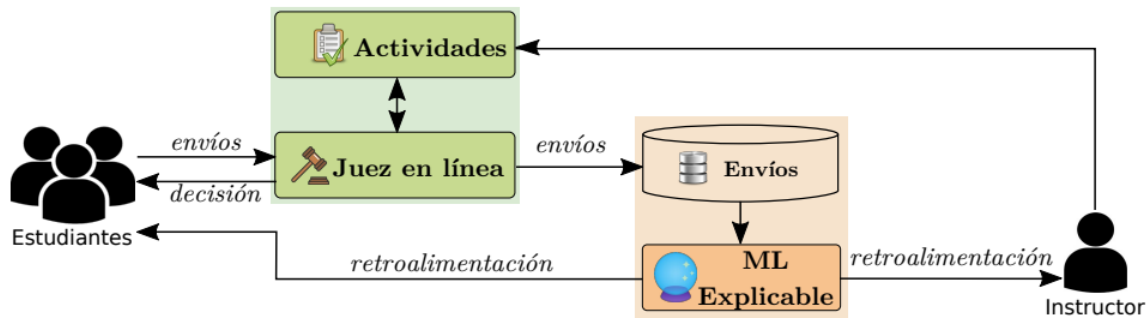 Actividades
envíos
Juez en línea
envíos
Envíos
decisión
Estudiantes
retroalimentación
ML
Explicable
retroalimentación
Instructor